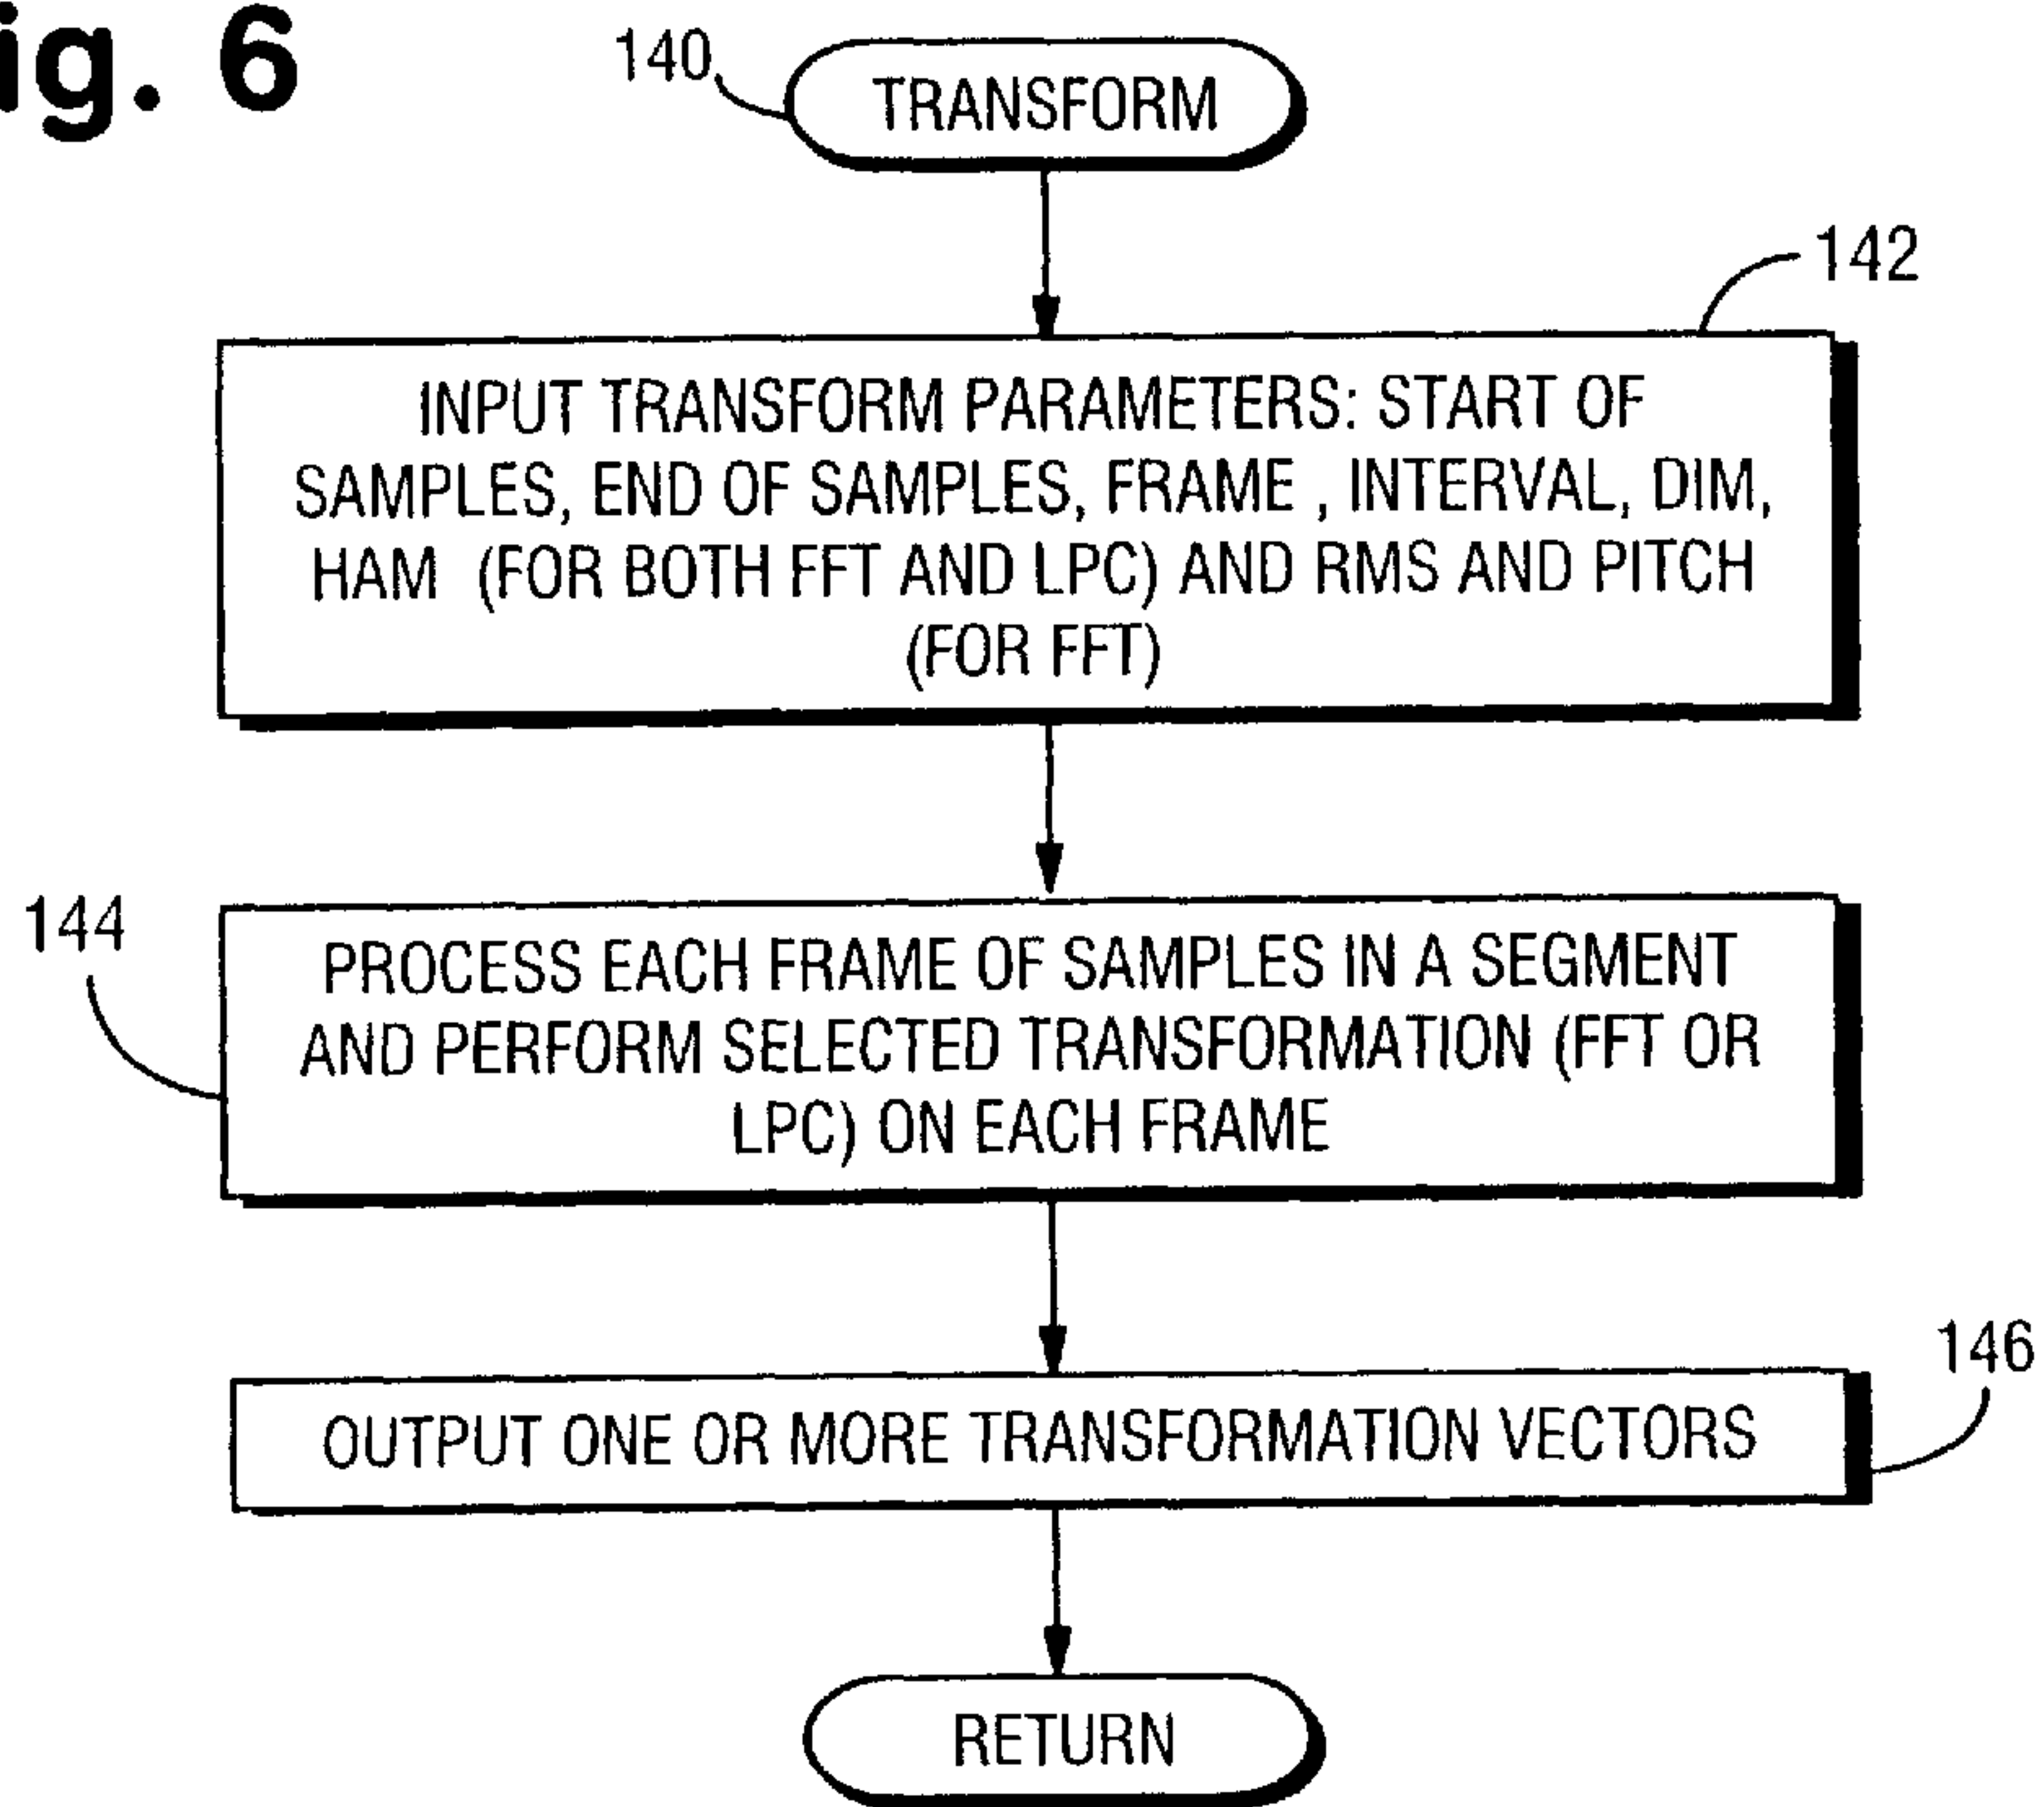 ig. 6
140
TRANSFORM
142
INPUT TRANSFORM PARAMETERS: START OF
SAMPLES, END OF SAMPLES, FRAME , INTERVAL, DIM,
HAM (FOR BOTH FFT AND LPC) AND RMS AND PITCH
(FOR FFT)
144
PROCESS EACH FRAME OF SAMPLES IN A SEGMENT
AND PERFORM SELECTED TRANSFORMATION (FFT OR
LPC) ON EACH FRAME
146
OUTPUT ONE OR MORE TRANSFORMATION VECTORS
RETURN